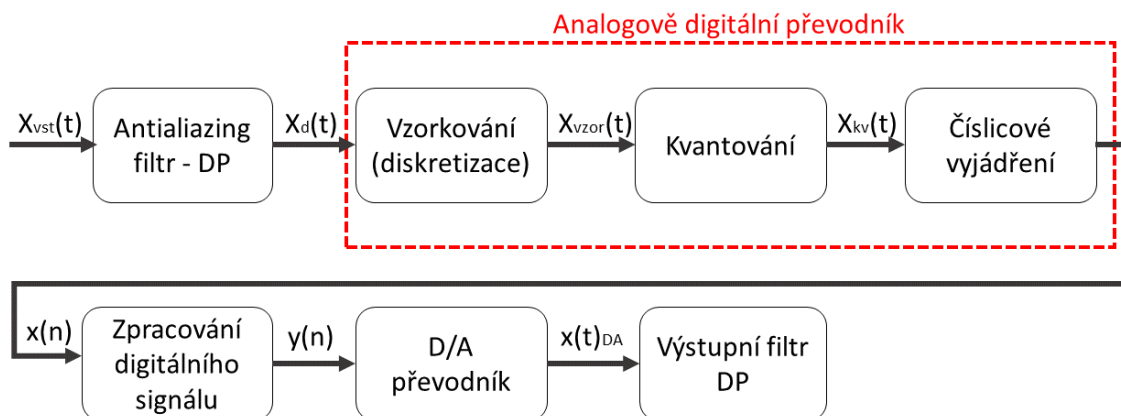 Analogově digitální převodník
Xvst(t)
Antialiazing
filtr - DP
Xd(t)
Vzorkování
(diskretizace)
Xvzor(t)
Kvantování
Xkv(t)
Číslicové
vyjádření
x(n)
Zpracování
digitálního
signálu
y(n)
D/A
převodník
x(t)DA
Výstupní filtr
DP